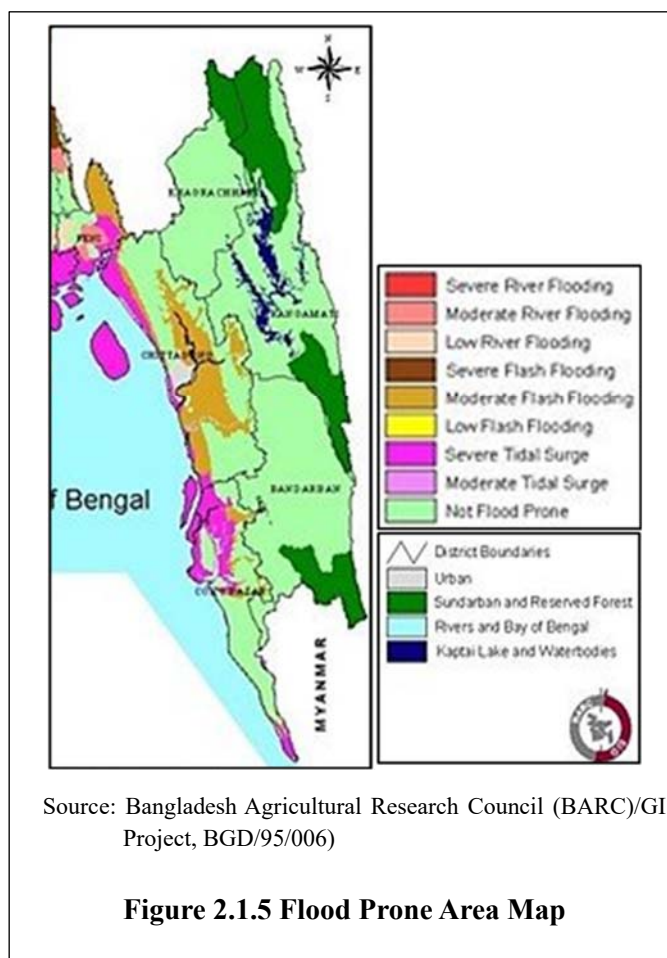 N
W E
S
KHAGRACHHARI
FENI
RANGAMATI
CHITTAGONG
f Bengal
BANDARBAN
COX'S BAZAR
MYANMAR
Severe River Flooding
Moderate River Flooding
Low River Flooding
Severe Flash Flooding
Moderate Flash Flooding
Low Flash Flooding
Severe Tidal Surge
Moderate Tidal Surge
Not Flood Prone
District Boundaries
Urban
Sundarban and Reserved Forest
Rivers and Bay of Bengal
Kaptai Lake and Waterbodies
Source: Bangladesh Agricultural Research Council (BARC)/GI
Project, BGD/95/006)
Figure 2.1.5 Flood Prone Area Map